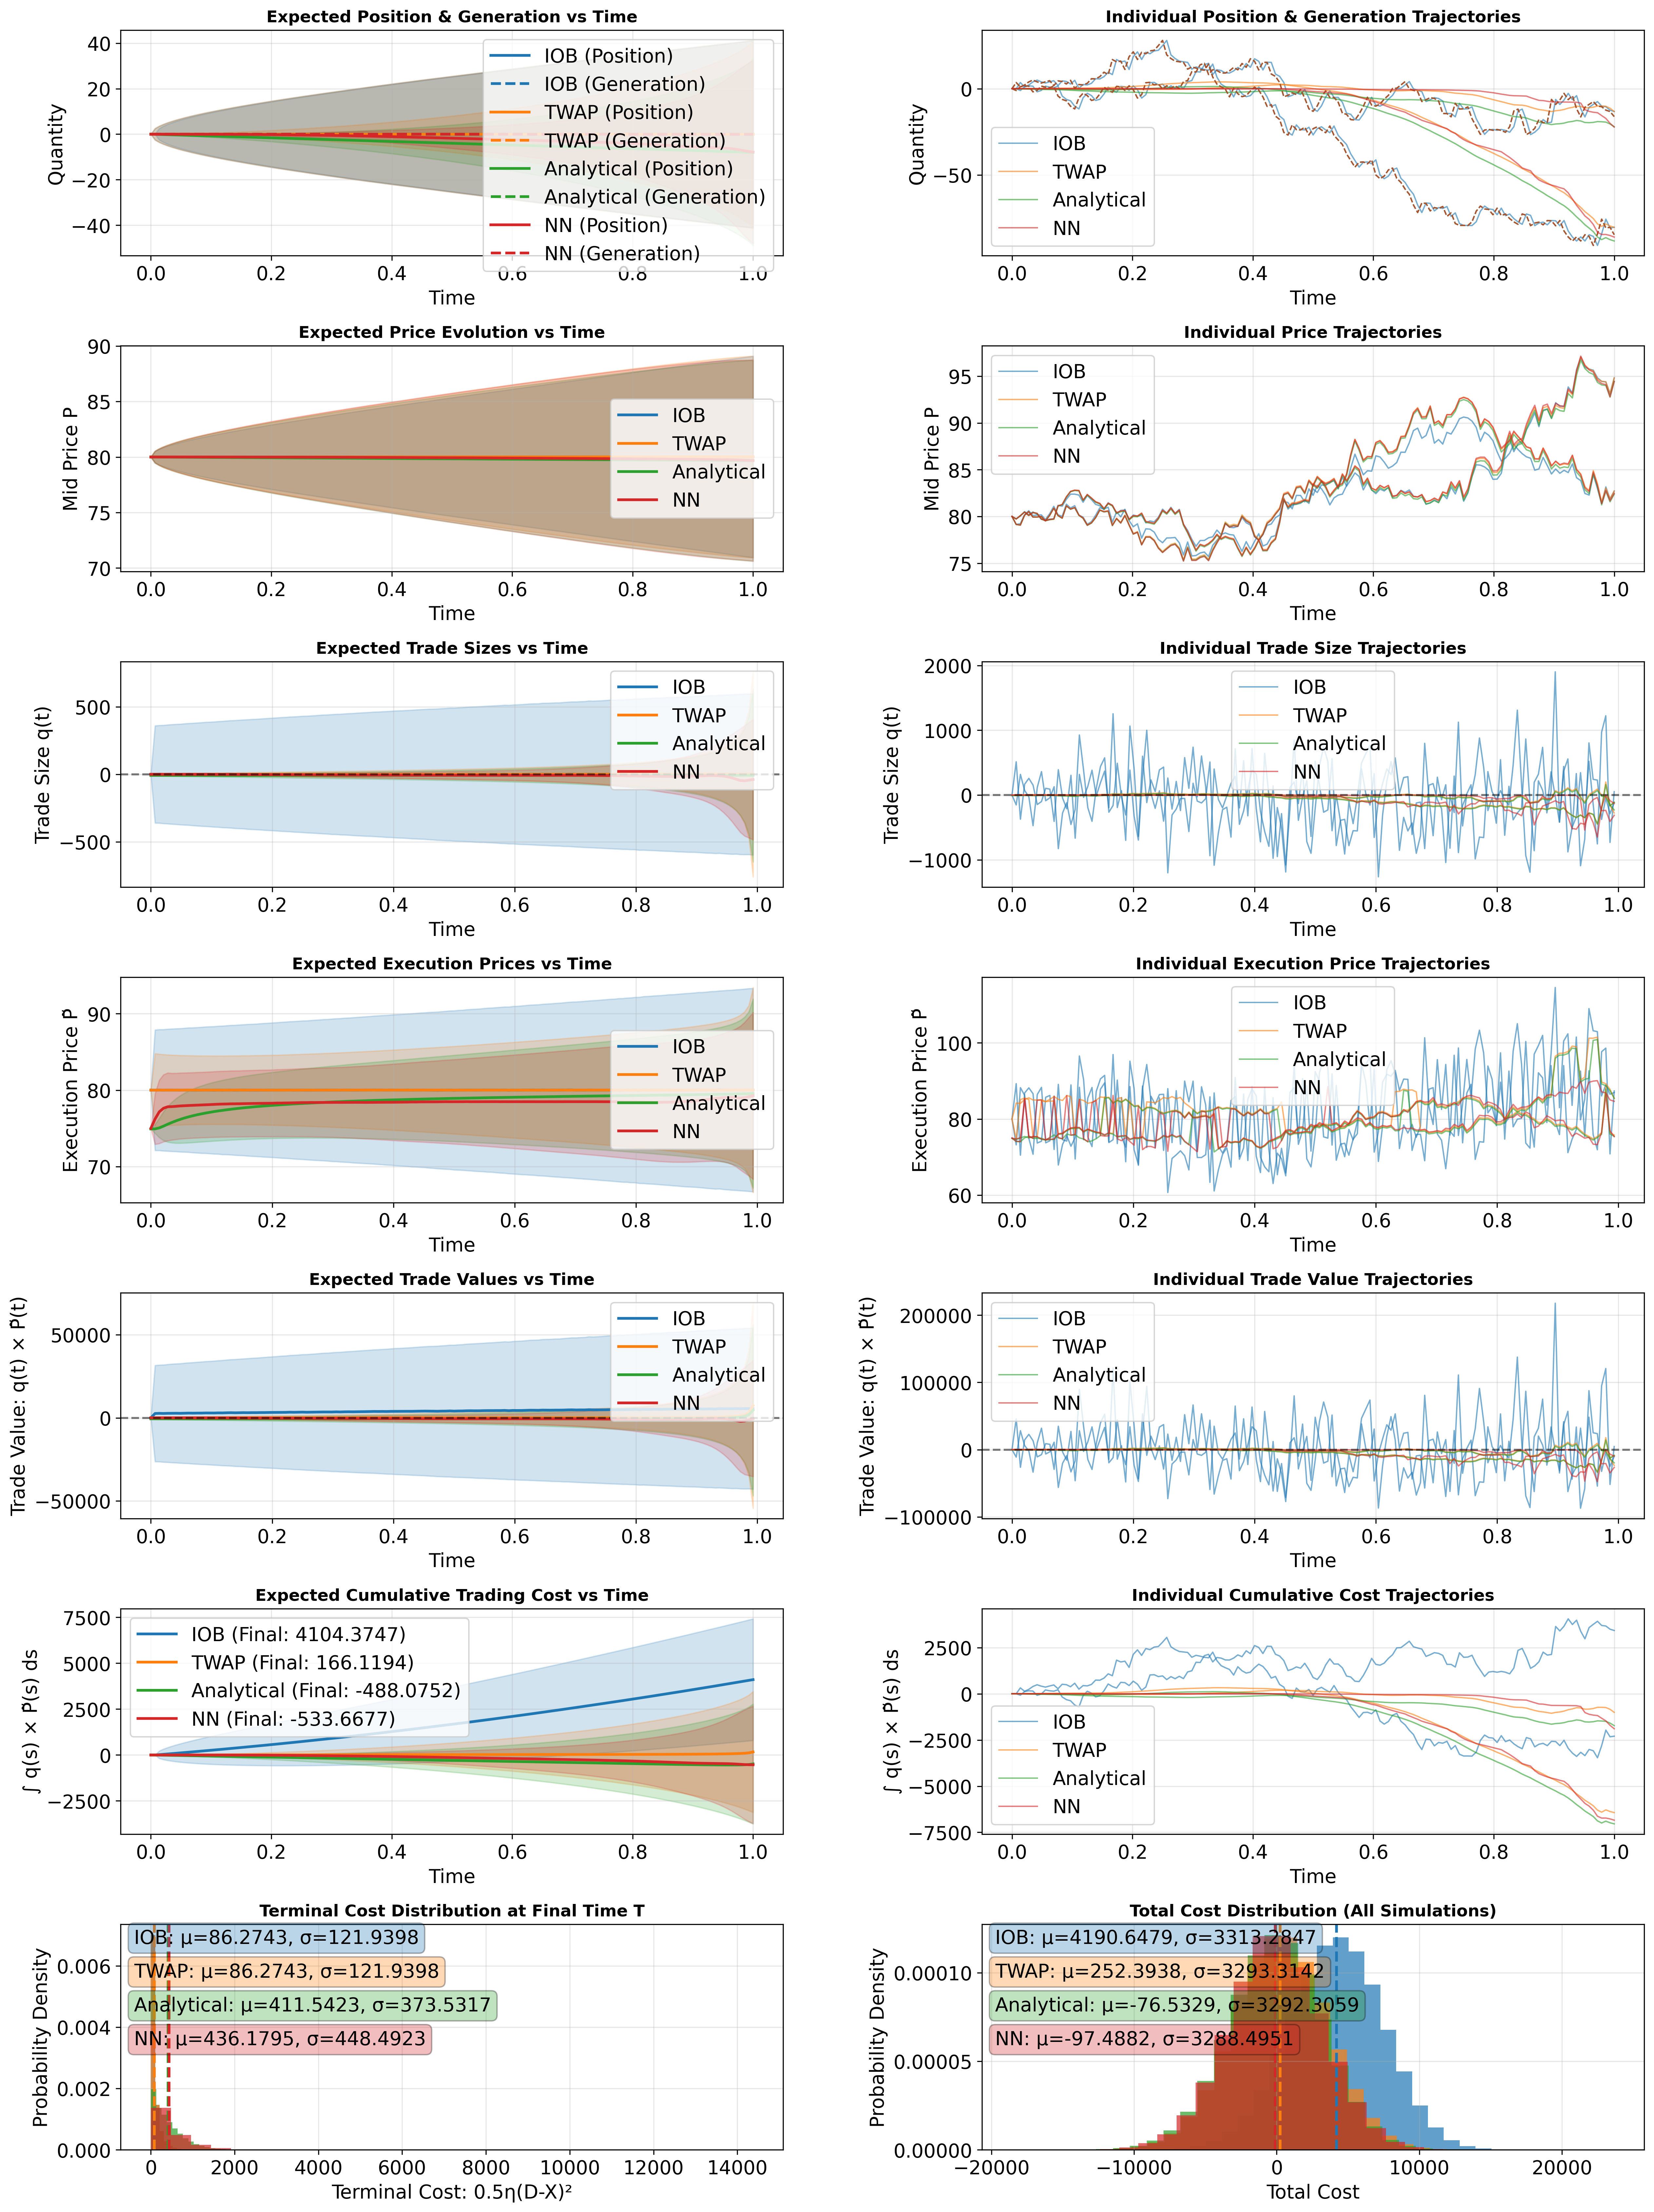 Expected Position & Generation vs Time
Quantity
40
20
0
−20
−40
IOB (Position)
IOB (Generation)
TWAP (Position)
TWAP (Generation)
Analytical (Position)
Analytical (Generation)
NN (Position)
NN (Generation)
0.0 0.2 0.4 0.6 0.8 1.0
Time
Individual Position & Generation Trajectories
Quantity
0
−50
IOB
TWAP
Analytical
NN
0.0 0.2 0.4 0.6 0.8 1.0
Time
Expected Price Evolution vs Time
Mid Price P
90
85
80
75
70
IOB
TWAP
Analytical
NN
0.0 0.2 0.4 0.6 0.8 1.0
Time
Individual Price Trajectories
Mid Price P
95
90
85
80
75
IOB
TWAP
Analytical
NN
0.0 0.2 0.4 0.6 0.8 1.0
Time
Expected Trade Sizes vs Time
Trade Size q(t)
500
0
−500
IOB
TWAP
Analytical
NN
0.0 0.2 0.4 0.6 0.8 1.0
Time
Individual Trade Size Trajectories
Trade Size q(t)
2000
1000
0
−1000
IOB
TWAP
Analytical
NN
0.0 0.2 0.4 0.6 0.8 1.0
Time
Expected Execution Prices vs Time
Execution Price P̃
90
80
70
IOB
TWAP
Analytical
NN
0.0 0.2 0.4 0.6 0.8 1.0
Time
Individual Execution Price Trajectories
Execution Price P̃
100
80
60
IOB
TWAP
Analytical
NN
0.0 0.2 0.4 0.6 0.8 1.0
Time
Expected Trade Values vs Time
Trade Value: q(t) × P̃(t)
50000
0
−50000
IOB
TWAP
Analytical
NN
0.0 0.2 0.4 0.6 0.8 1.0
Time
Individual Trade Value Trajectories
Trade Value: q(t) × P̃(t)
200000
100000
0
−100000
IOB
TWAP
Analytical
NN
0.0 0.2 0.4 0.6 0.8 1.0
Time
Expected Cumulative Trading Cost vs Time
∫ q(s) × P̃(s) ds
7500
5000
2500
0
−2500
IOB (Final: 4104.3747)
TWAP (Final: 166.1194)
Analytical (Final: -488.0752)
NN (Final: -533.6677)
0.0 0.2 0.4 0.6 0.8 1.0
Time
Individual Cumulative Cost Trajectories
∫ q(s) × P̃(s) ds
2500
0
−2500
−5000
−7500
IOB
TWAP
Analytical
NN
0.0 0.2 0.4 0.6 0.8 1.0
Time
Terminal Cost Distribution at Final Time T
Probability Density
0.006
0.004
0.002
0.000
IOB: μ=86.2743, σ=121.9398
TWAP: μ=86.2743, σ=121.9398
Analytical: μ=411.5423, σ=373.5317
NN: μ=436.1795, σ=448.4923
0 2000 4000 6000 8000 10000 12000 14000
Terminal Cost: 0.5η(D-X)²
Total Cost Distribution (All Simulations)
Probability Density
0.00010
0.00005
0.00000
IOB: μ=4190.6479, σ=3313.2847
TWAP: μ=252.3938, σ=3293.3142
Analytical: μ=-76.5329, σ=3292.3059
NN: μ=-97.4882, σ=3288.4951
−20000 −10000 0 10000 20000
Total Cost